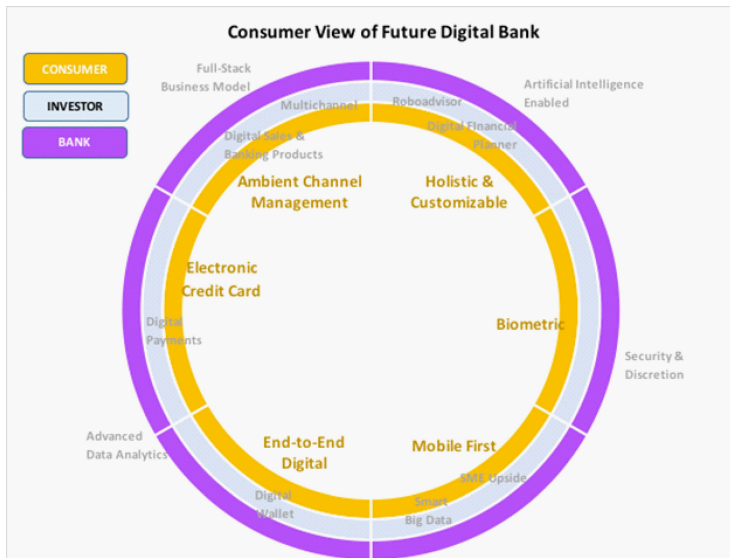 Consumer View of Future Digital Bank
CONSUMER
INVESTOR
BANK
Full-Stack
Business Model
Multichannel
Digital Sales &
Banking Products
Ambient Channel
Management
Roboadvisor
Digital FInancial
Planner
Artificial Intelligence
Enabled
Holistic &
Customizable
Electronic
Credit Card
Digital
Payments
Biometric
Security &
Discretion
Advanced
Data Analytics
End-to-End
Digital
Digital
Wallet
Mobile First
SME Upside
Smart
Big Data